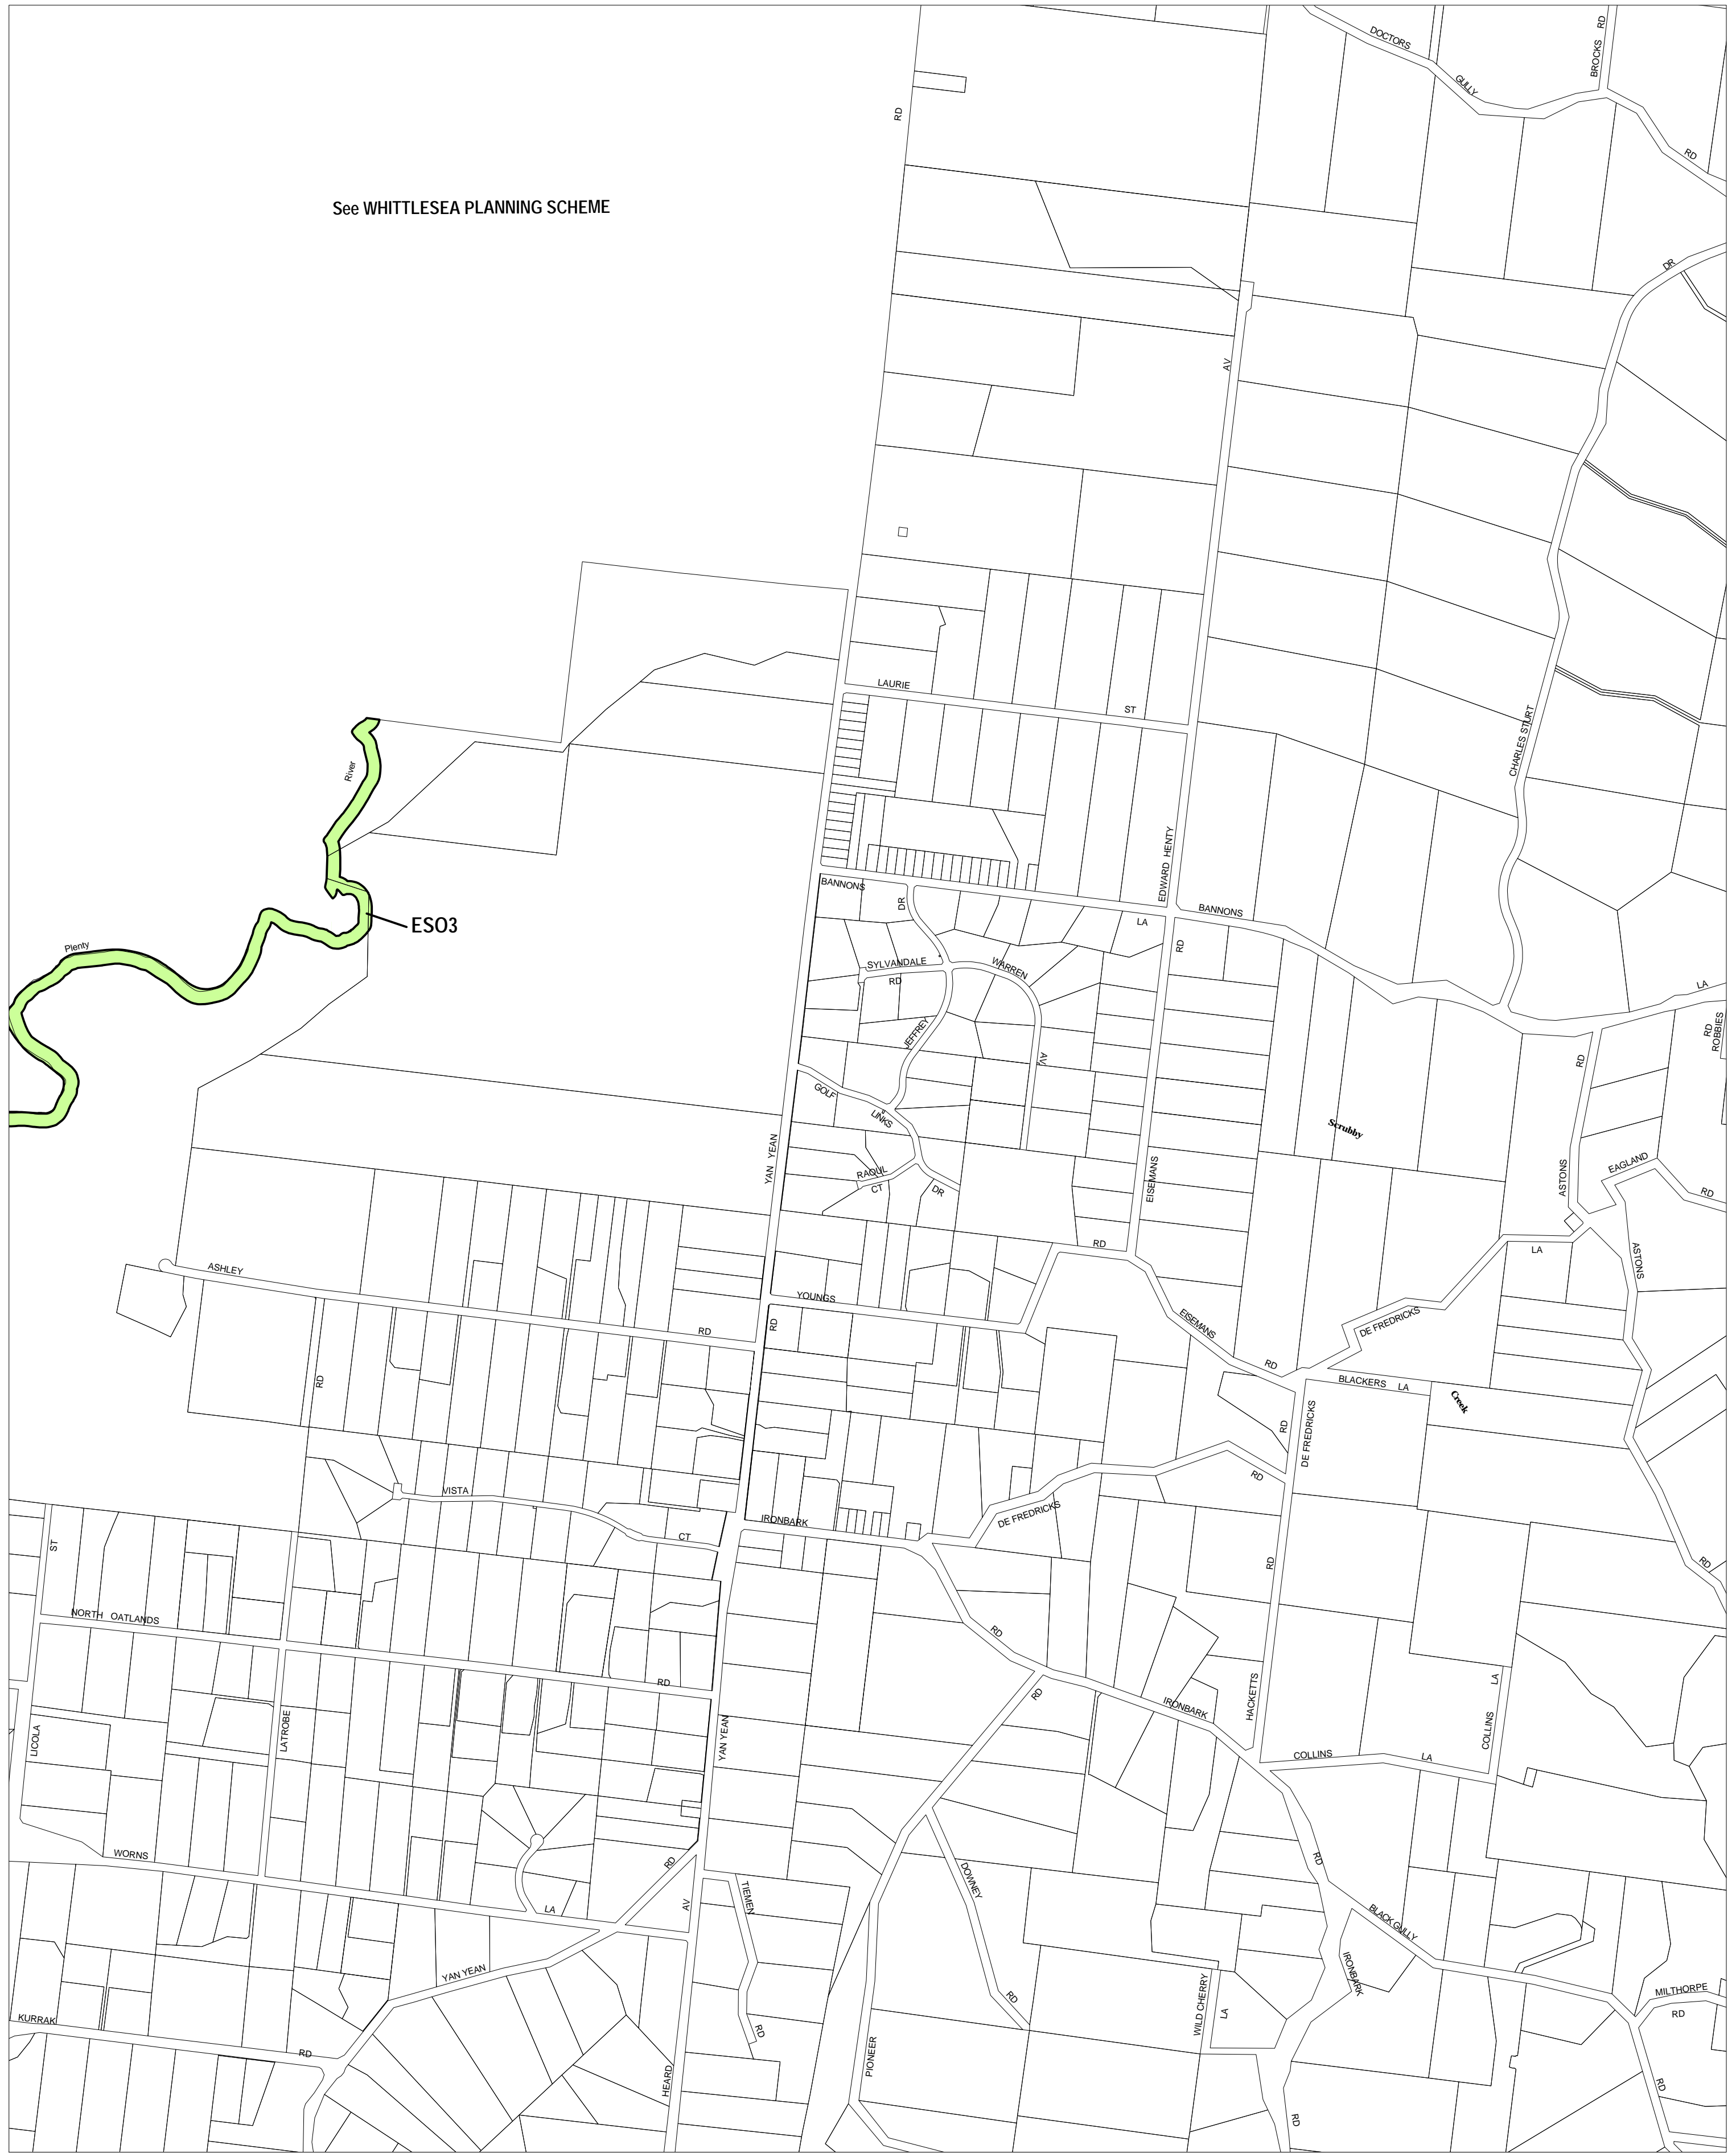 DOCTORS
GULLY
RD
BROCKS RD
RD
See WHITTLESEA PLANNING SCHEME
DR
AV
LAURIE
ST
CHARLES STURT
River
EDWARD HENTY
BANNONS
DR
LA
BANNONS
ESO3
Plenty
RD
SYLVANDALE
RD
WARREN
LA
RD
ROBBIES
JEFFREY
AV
RD
GOLF
LINKS
Scrubby
YAN YEAN
RAOUL
CT
DR
EISEMANS
ASTONS
EAGLAND
RD
RD
LA
ASTONS
ASHLEY
YOUNGS
RD
RD
EISEMANS
DE FREDRICKS
RD
RD
BLACKERS LA
Creek
RD
DE FREDRICKS
RD
VISTA
CT
IRONBARK
DE FREDRICKS
ST
RD
RD
NORTH OATLANDS
RD
RD
RD
IRONBARK
HACKETTS
LA
COLLINS
LICOLA
LATROBE
YAN YEAN
COLLINS
LA
WORNS
RD
LA
AV
TIEMEN
DOWNEY
RD
BLACK GULLY
YAN YEAN
IRONBARK
MILTHORPE
RD
KURRAK
RD
RD
RD
WILD CHERRY
LA
PIONEER
HEARD
RD
RD